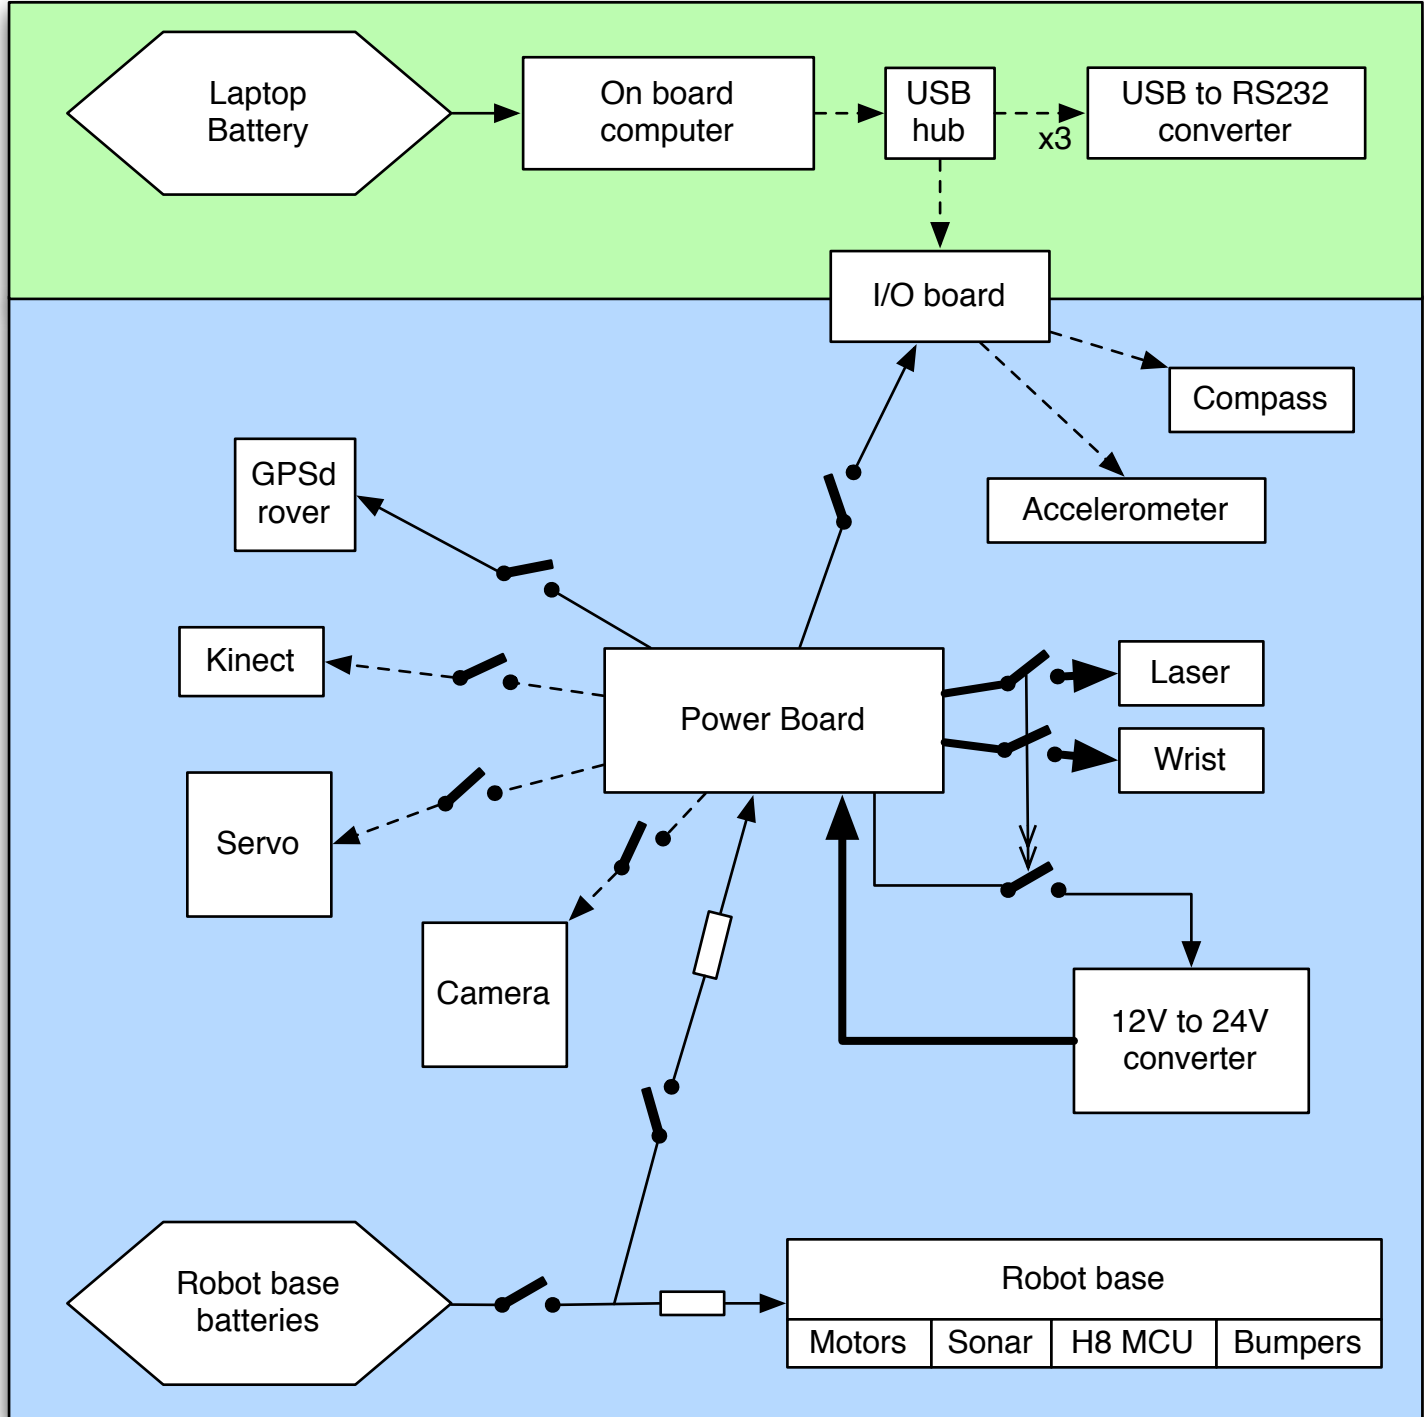 Laptop
Battery
On board
computer
USB
hub
x3
USB to RS232
converter
I/O board
Compass
Accelerometer
GPSd
rover
Kinect
Power Board
Laser
Wrist
Servo
Camera
12V to 24V
converter
Robot base
batteries
Robot base
Motors
Sonar
H8 MCU
Bumpers